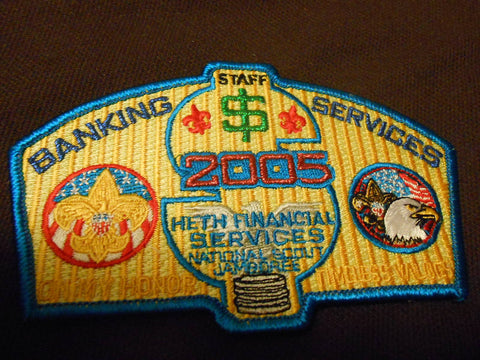 STAFF
BANKING SERVICES
$
2005
HETH FINANCIAL
SERVICES
NATIONAL SCOUT
JAMBOREE
ON MY HONOR TIMELESS VALUES